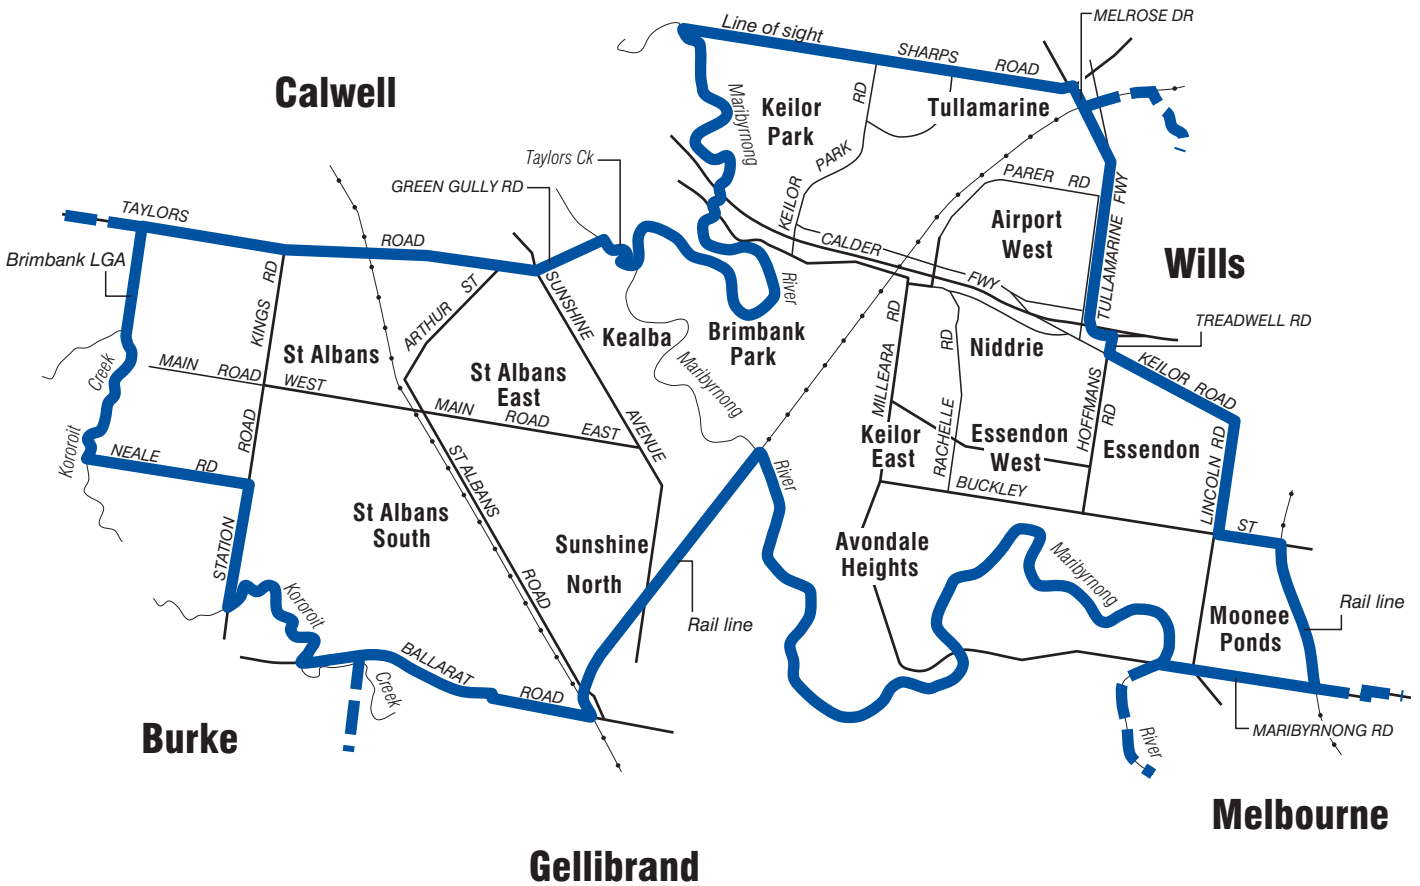 MELROSE DR
Line of sight
SHARPS ROAD
Calwell
Keilor
Park
Tullamarine
Maribyrnong
KEILOR PARK RD
Taylors Ck
GREEN GULLY RD
PARER RD
TAYLORS ROAD
Airport
West
TULLAMARINE FWY
CALDER FWY
Wills
Brimbank LGA
KINGS ROAD
RD
ARTHUR ST
SUNSHINE AVENUE
River
TREADWELL RD
St Albans
Kealba
Brimbank
Park
Niddrie
MILLEARA RD
RACHELLE RD
HOFFMANS RD
KEILOR ROAD
Creek
MAIN ROAD WEST
St Albans
East
MAIN ROAD EAST
Maribyrnong
Kororoit
NEALE RD
Keilor
East
Essendon
West
Essendon
LINCOLN RD
ST ALBANS ROAD
River
BUCKLEY ST
St Albans
South
STATION
Sunshine
North
Avondale
Heights
Maribyrnong
Kororoit
Rail line
Moonee
Ponds
Rail line
BALLARAT ROAD
Creek
Burke
MARIBYRNONG RD
River
Melbourne
Gellibrand